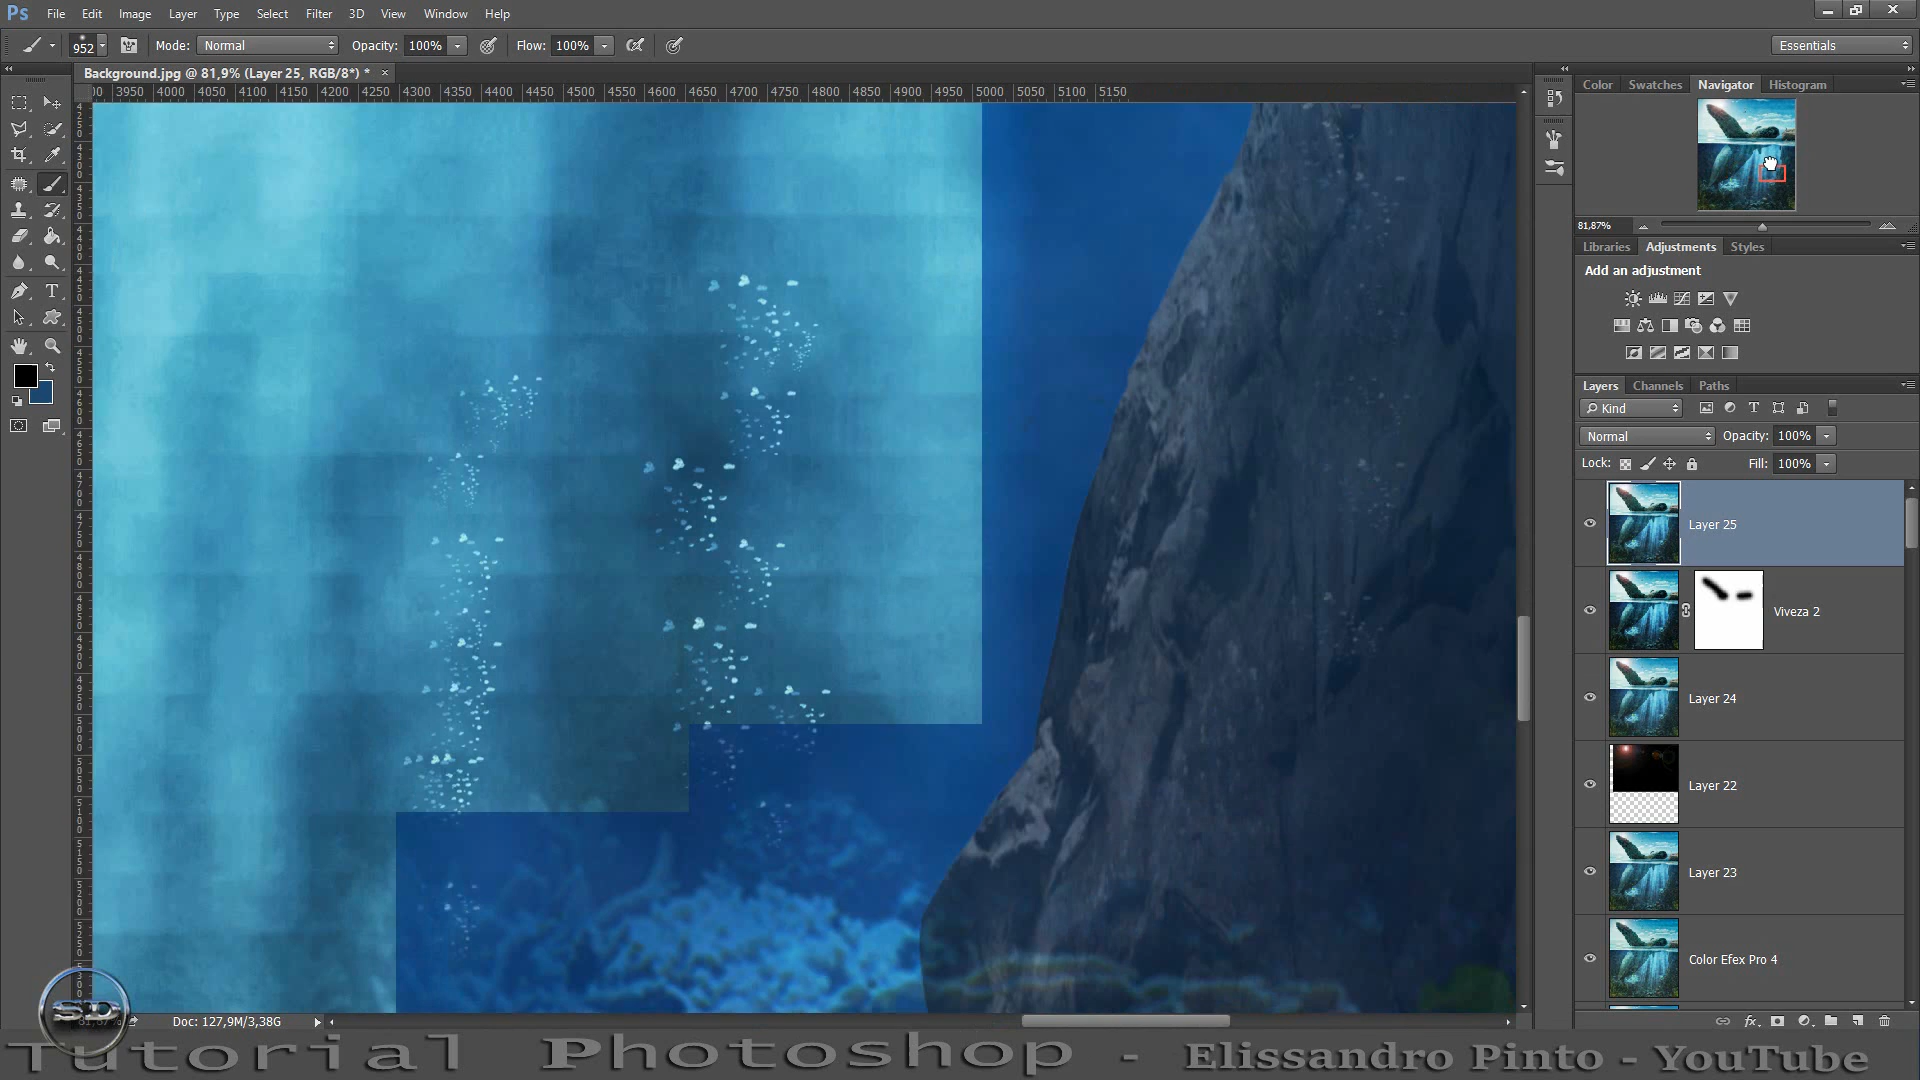 Ps File Edit Image Layer Type Select Filter 3D View Window Help
952 Mode: Normal Opacity: 100% Flow: 100% Essentials
Background.jpg @ 81,9% (Layer 25, RGB/8*) * ×
3950 4000 4050 4100 4150 4200 4250 4300 4350 4400 4450 4500 4550 4600 4650 4700 4750 4800 4850 4900 4950 5000 5050 5100 5150
Color Swatches Navigator Histogram
81,87%
Libraries Adjustments Styles
Add an adjustment
Layers Channels Paths
Kind
Normal Opacity: 100%
Lock: Fill: 100%
Layer 25
Viveza 2
Layer 24
Layer 22
Layer 23
Color Efex Pro 4
fx
SD
Doc: 127,9M/3,38G
Tutorial Photoshop - Elissandro Pinto - YouTube